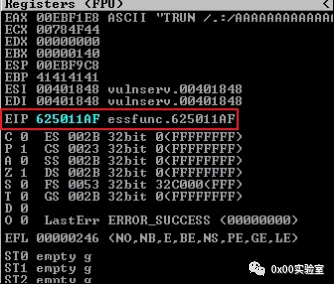 Registers (FPU)
EAX 00EBF1E8 ASCII "TRUN /.:/AAAAAAAAAAAAA
ECX 00784F44
EDX 00000000
EBX 00000140
ESP 00EBF9C8
EBP 41414141
ESI 00401848 vulnserv.00401848
EDI 00401848 vulnserv.00401848
EIP 625011AF essfunc.625011AF
C 0 ES 002B 32bit 0(FFFFFFFF)
P 1 CS 0023 32bit 0(FFFFFFFF)
A 0 SS 002B 32bit 0(FFFFFFFF)
Z 1 DS 002B 32bit 0(FFFFFFFF)
S 0 FS 0053 32bit 32C000(FFF)
T 0 GS 002B 32bit 0(FFFFFFFF)
D 0
O 0 LastErr ERROR_SUCCESS (00000000)
EFL 00000246 (NO,NB,E,BE,NS,PE,GE,LE)
ST0 empty g
ST1 empty g
ST2 empty g
0x00实验室